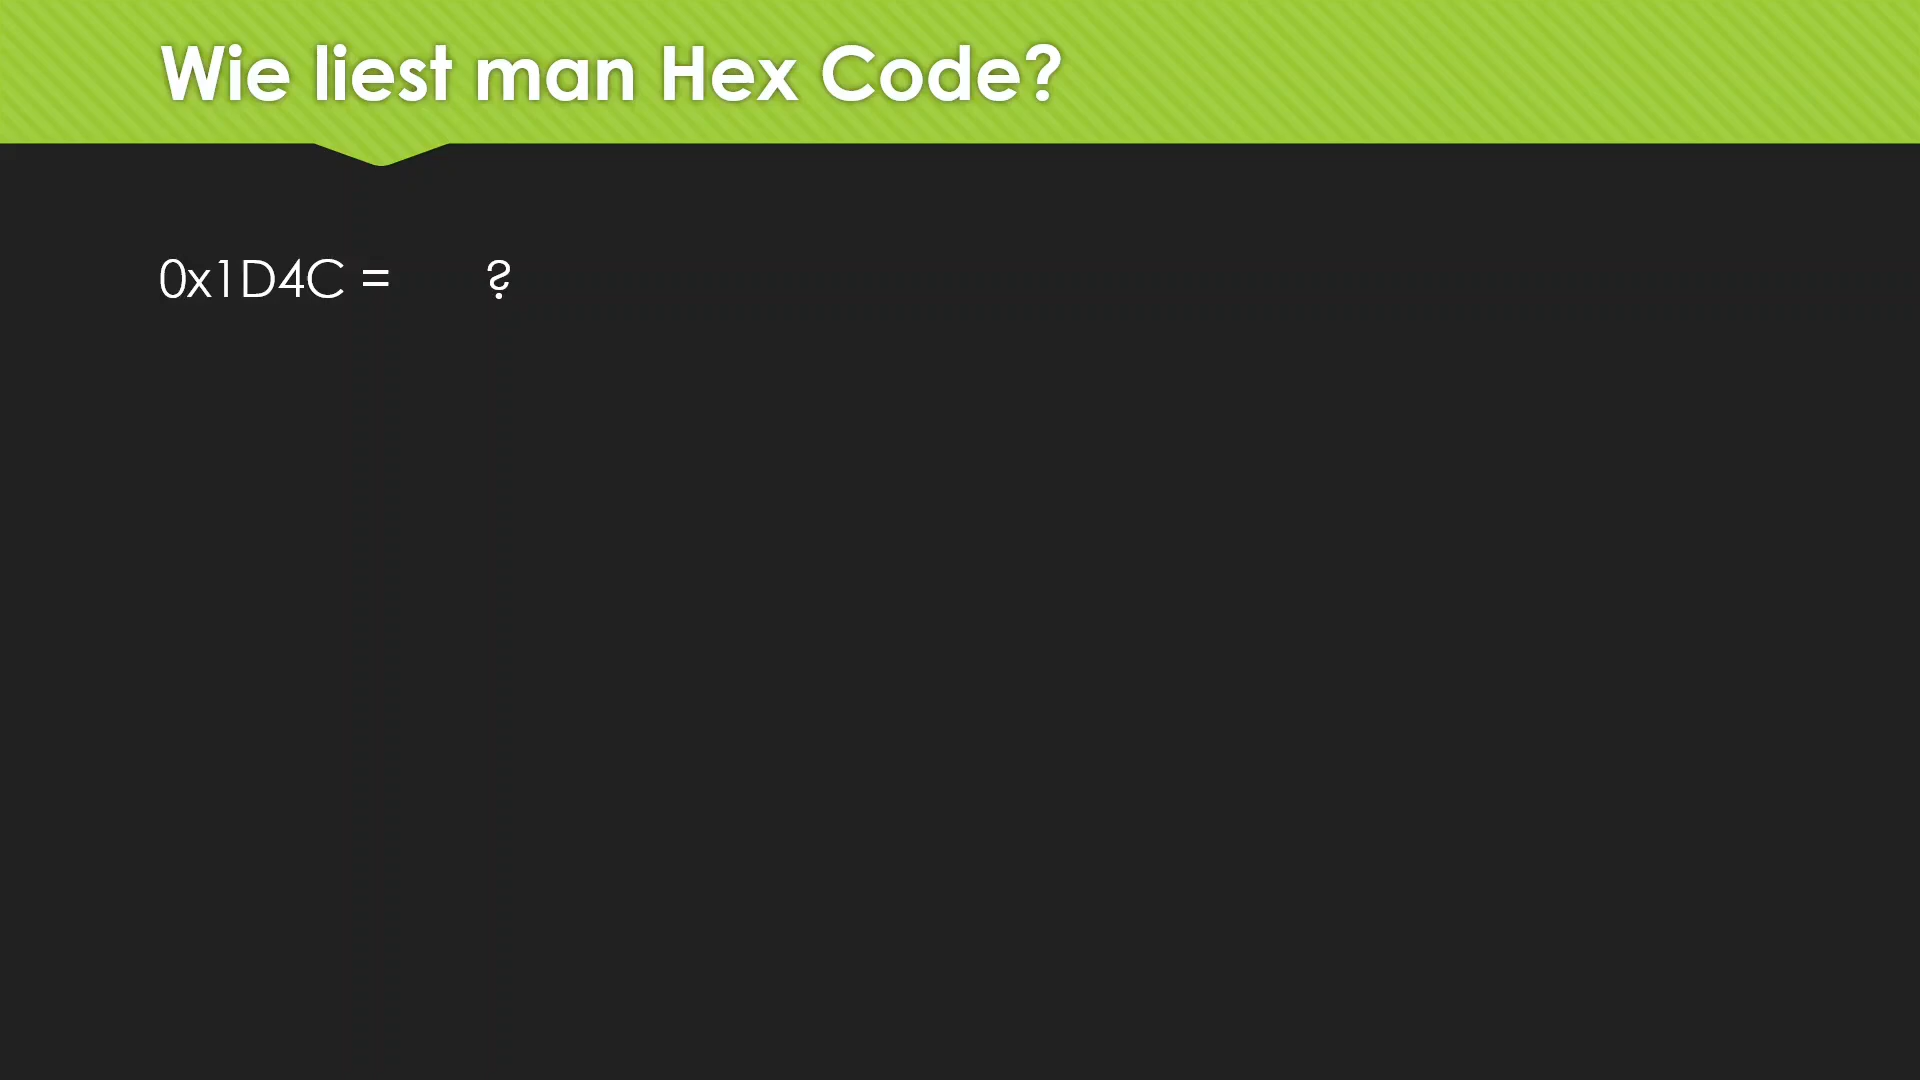 Wie liest man Hex Code?
0x1D4C = ?